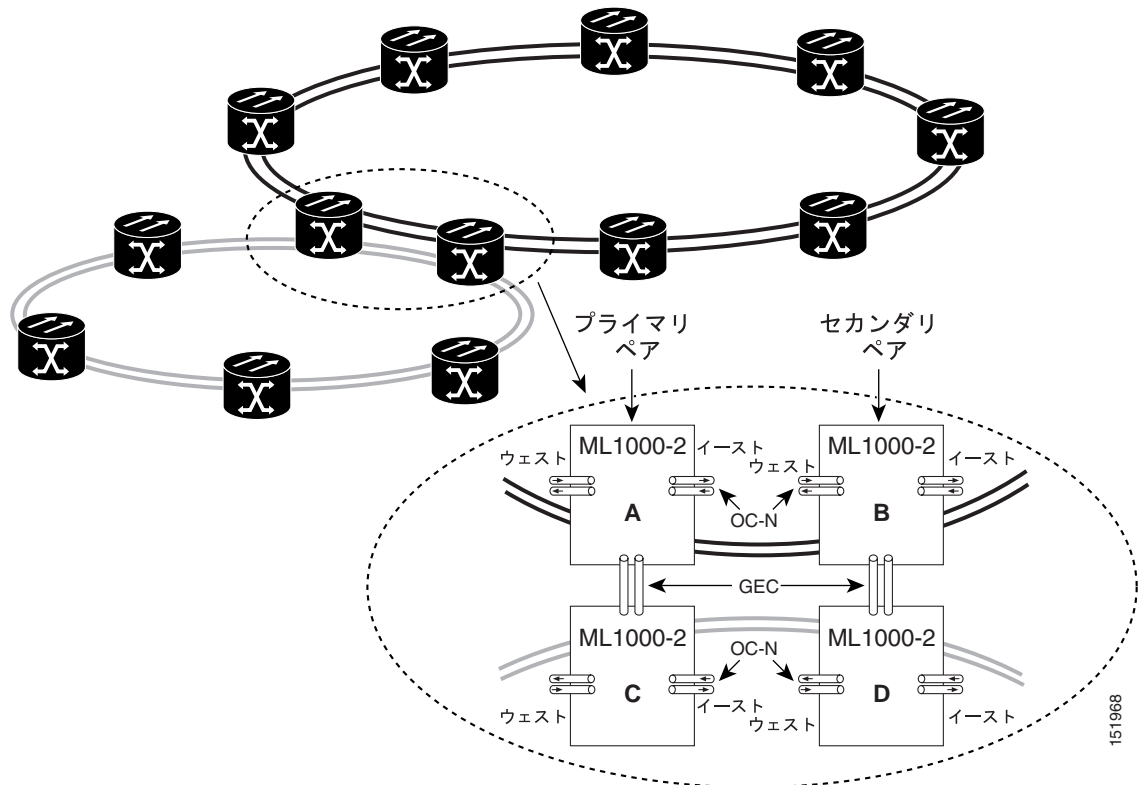 プライマリ
ペア
セカンダリ
ペア
ML1000-2
ML1000-2
ウェスト
イースト
ウェスト
イースト
A
OC-N
B
GEC
ML1000-2
OC-N
ML1000-2
C
D
ウェスト
イースト
ウェスト
イースト
151968